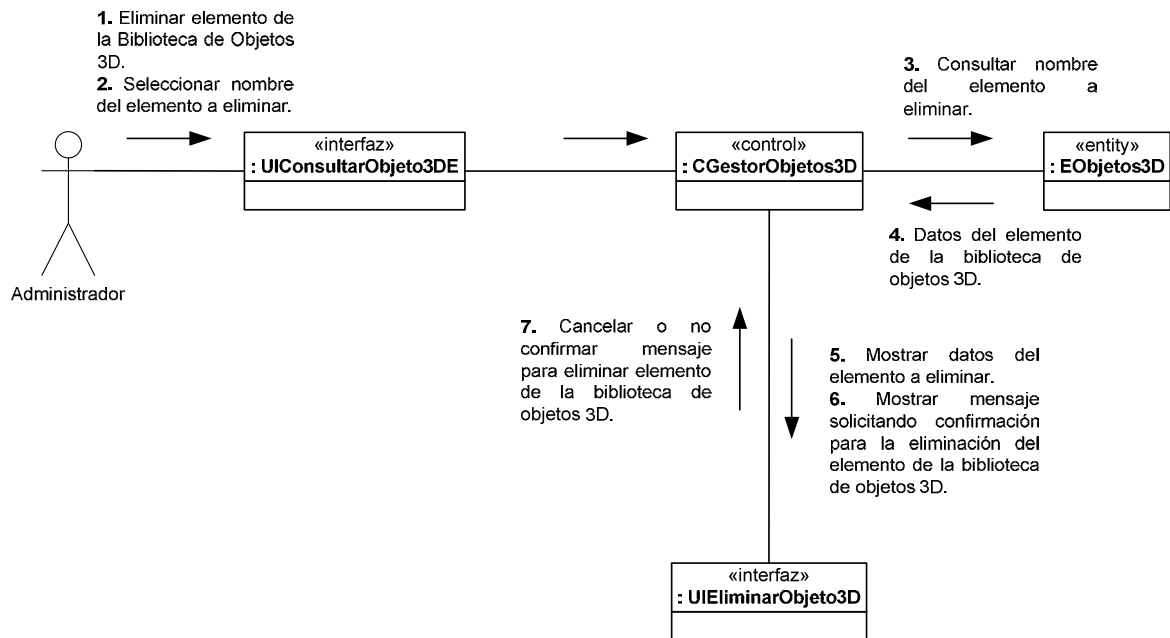 1. Eliminar elemento de
la Biblioteca de Objetos
3D.
2. Seleccionar nombre
del elemento a eliminar.
3. Consultar nombre
del elemento a
eliminar.
«interfaz»
: UIConsultarObjeto3DE
«control»
: CGestorObjetos3D
«entity»
: EObjetos3D
4. Datos del elemento
de la biblioteca de
objetos 3D.
Administrador
7. Cancelar o no
confirmar mensaje
para eliminar elemento
de la biblioteca de
objetos 3D.
5. Mostrar datos del
elemento a eliminar.
6. Mostrar mensaje
solicitando confirmación
para la eliminación del
elemento de la biblioteca
de objetos 3D.
«interfaz»
: UIEliminarObjeto3D